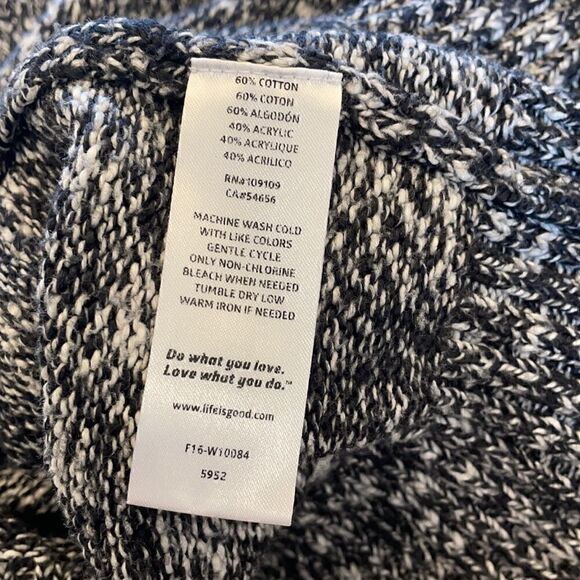 60% COTTON
60% COTON
60% ALGODÓN
40% ACRYLIC
40% ACRYLIQUE
40% ACRILICO
RN#109109
CA#54656
MACHINE WASH COLD
WITH LIKE COLORS
GENTLE CYCLE
ONLY NON-CHLORINE
BLEACH WHEN NEEDED
TUMBLE DRY LOW
WARM IRON IF NEEDED
Do what you love.
Love what you do.™
www.lifeisgood.com
F16-W10084
5952